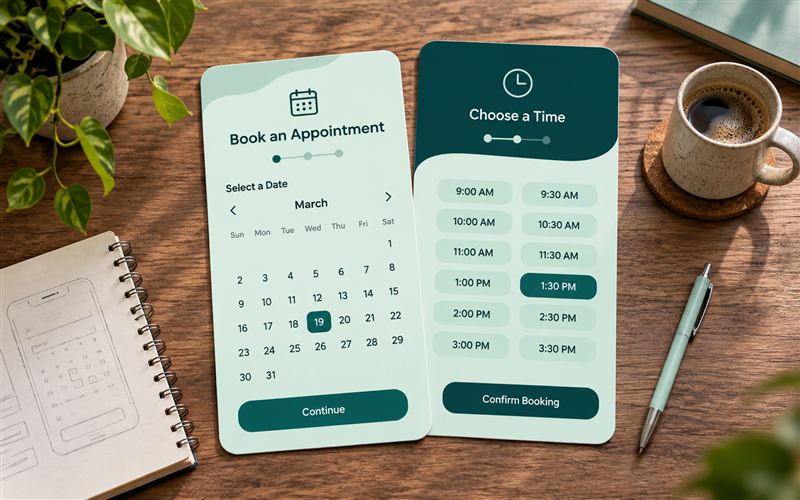 Book an Appointment
Select a Date
March
Sun Mon Tue Wed Thu Fri Sat
1
2 3 4 5 6 7 8
9 10 11 12 13 14 15
16 17 18 19 20 21 22
23 24 25 26 27 28 29
30 31
Continue
Choose a Time
9:00 AM 9:30 AM
10:00 AM 10:30 AM
11:00 AM 11:30 AM
1:00 PM 1:30 PM
2:00 PM 2:30 PM
3:00 PM 3:30 PM
Confirm Booking